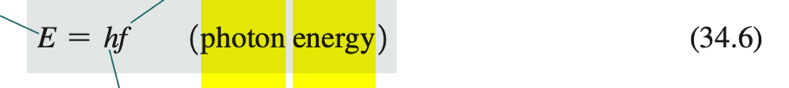 E = hf (photon energy) (34.6)